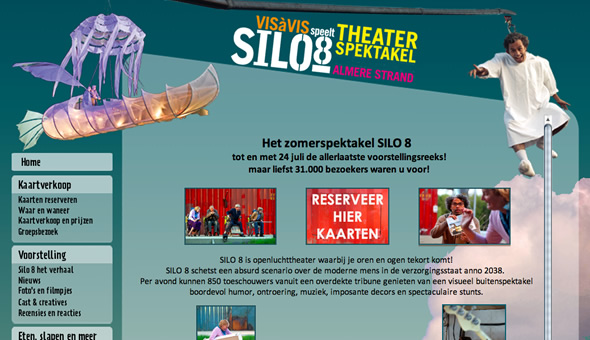 VISàVIS speelt
SILO8
THEATER
SPEKTAKEL
ALMERE STRAND
Home
Kaartverkoop
Kaarten reserveren
Waar en waneer
Kaartverkoop en prijzen
Groepsbezoek
Voorstelling
Silo 8 het verhaal
Nieuws
Foto's en filmpjes
Cast & creatives
Recensies en reacties
Eten, slapen en meer
Het zomerspektakel SILO 8
tot en met 24 juli de allerlaatste voorstellingsreeks!
maar liefst 31.000 bezoekers waren u voor!
RESERVEER
HIER
KAARTEN
SILO 8 is openluchttheater waarbij je oren en ogen tekort komt!
SILO 8 schetst een absurd scenario over de moderne mens in de verzorgingsstaat anno 2038.
Per avond kunnen 850 toeschouwers vanuit een overdekte tribune genieten van een visueel buitenspektakel
boordevol humor, ontroering, muziek, imposante decors en spectaculaire stunts.